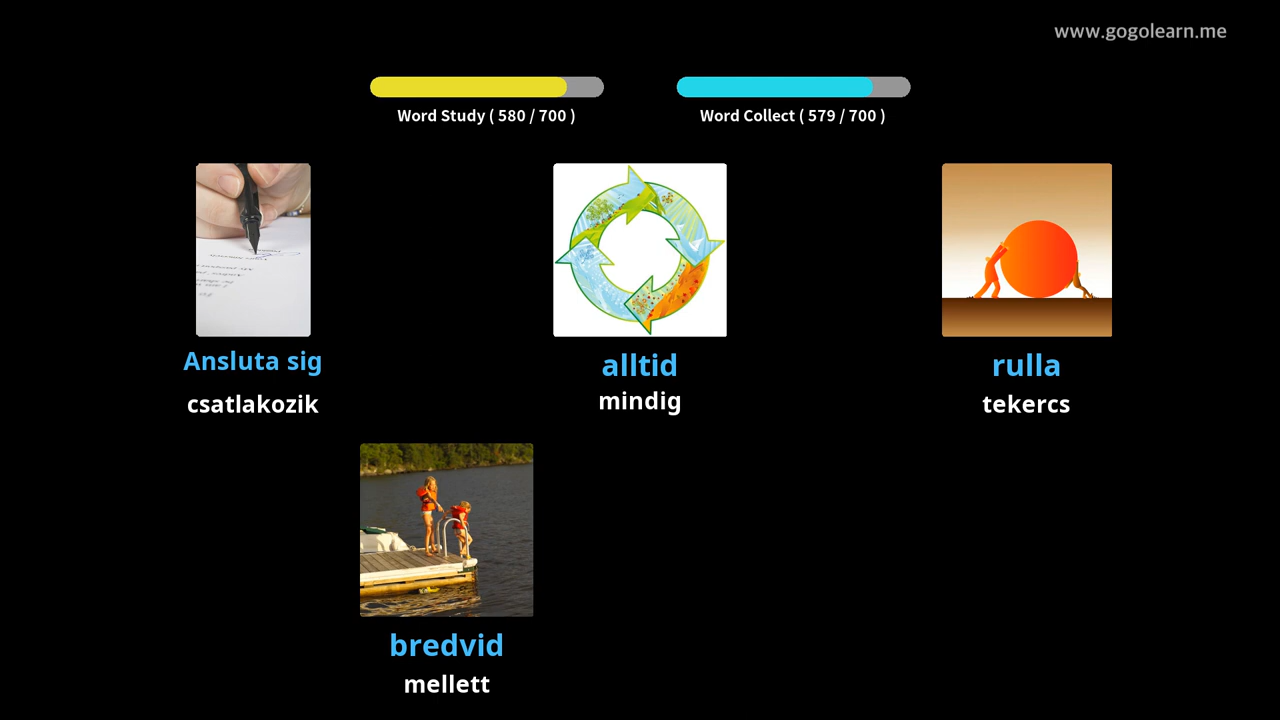 www.gogolearn.me
Word Study ( 580 / 700 )
Word Collect ( 579 / 700 )
Ansluta sig
csatlakozik
alltid
mindig
rulla
tekercs
bredvid
mellett